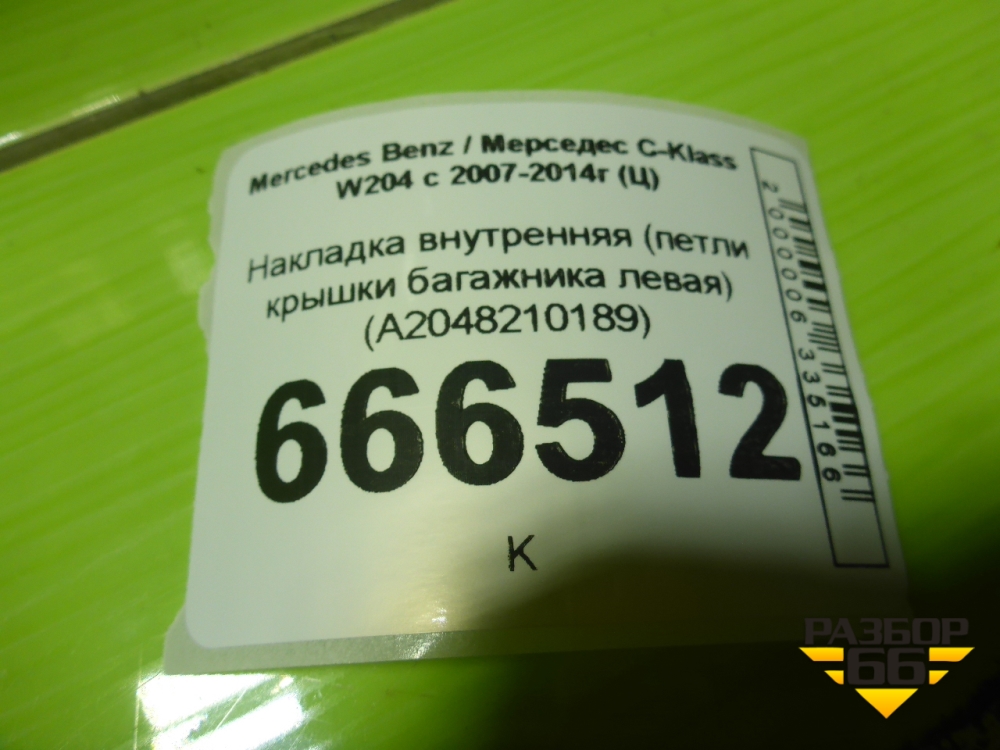 Mercedes Benz / Мерседес C-Klass
W204 с 2007-2014г (Ц)
Накладка внутренняя (петли
крышки багажника левая)
(A2048210189)
666512
К
2000006335166
РАЗБОР
66